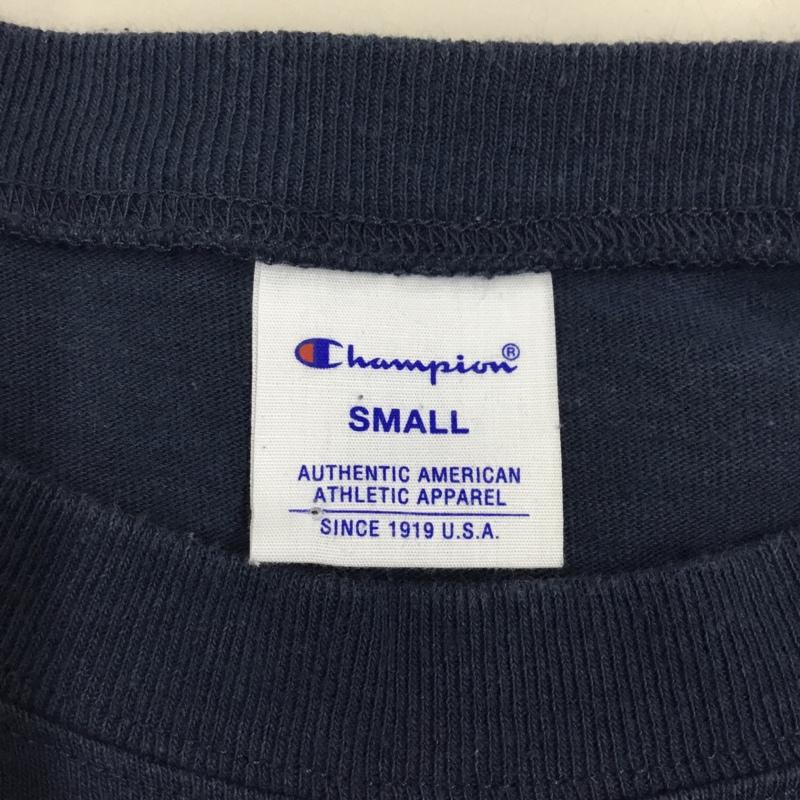 Champion®
SMALL
AUTHENTIC AMERICAN
ATHLETIC APPAREL
SINCE 1919 U.S.A.